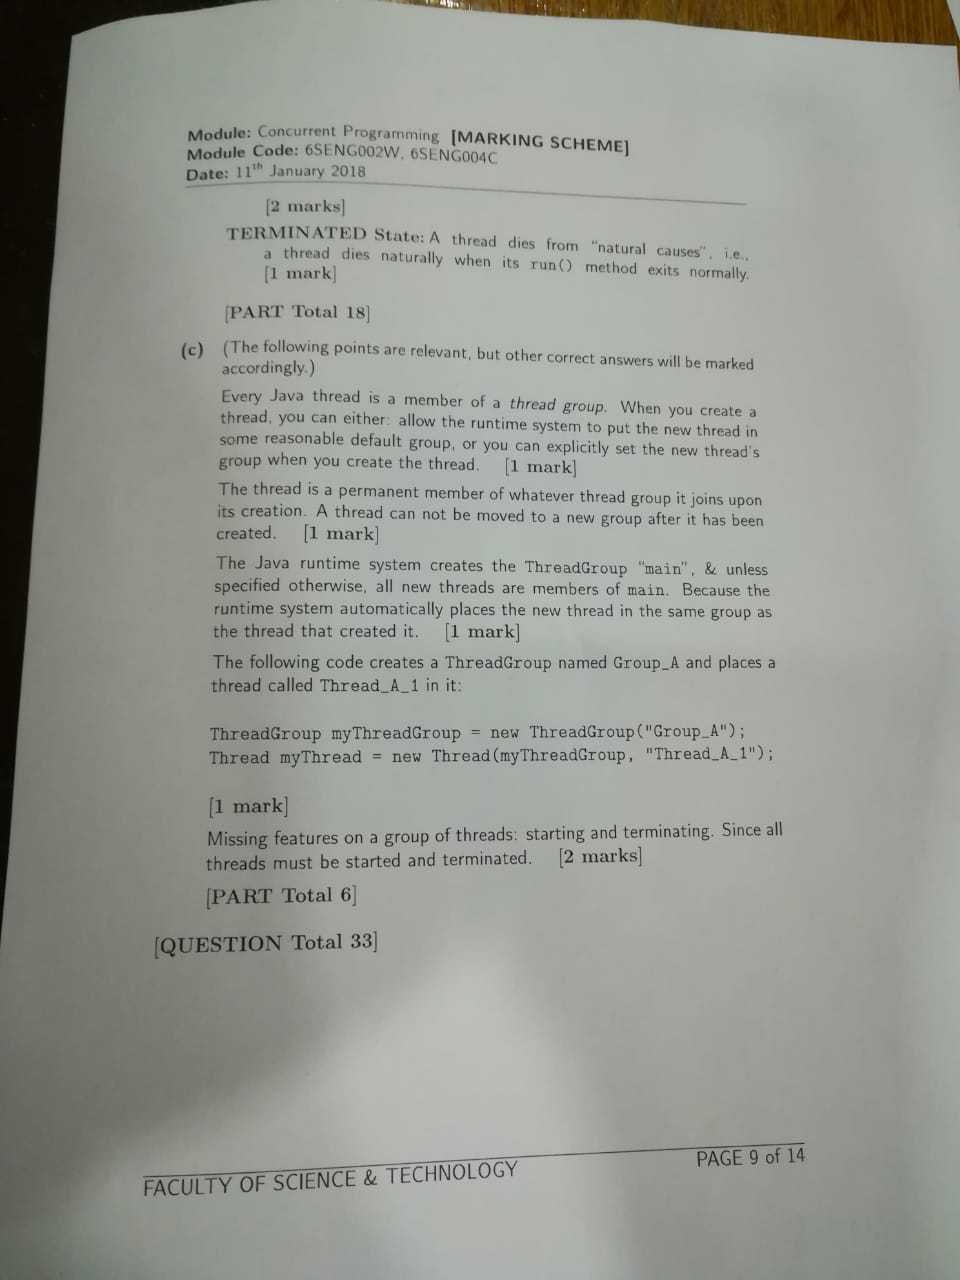 Module: Concurrent Programming [MARKING SCHEME]
Module Code: 6SENG002W, 6SENG004C
Date: 11th January 2018
[2 marks]
TERMINATED State: A thread dies from "natural causes", i.e.,
a thread dies naturally when its run() method exits normally.
[1 mark]
[PART Total 18]
(c) (The following points are relevant, but other correct answers will be marked
accordingly.)
Every Java thread is a member of a thread group. When you create a
thread, you can either: allow the runtime system to put the new thread in
some reasonable default group, or you can explicitly set the new thread's
group when you create the thread. [1 mark]
The thread is a permanent member of whatever thread group it joins upon
its creation. A thread can not be moved to a new group after it has been
created. [1 mark]
The Java runtime system creates the ThreadGroup "main", & unless
specified otherwise, all new threads are members of main. Because the
runtime system automatically places the new thread in the same group as
the thread that created it. [1 mark]
The following code creates a ThreadGroup named Group_A and places a
thread called Thread_A_1 in it:
ThreadGroup myThreadGroup = new ThreadGroup("Group_A");
Thread myThread = new Thread(myThreadGroup, "Thread_A_1");
[1 mark]
Missing features on a group of threads: starting and terminating. Since all
threads must be started and terminated. [2 marks]
[PART Total 6]
[QUESTION Total 33]
FACULTY OF SCIENCE & TECHNOLOGY PAGE 9 of 14